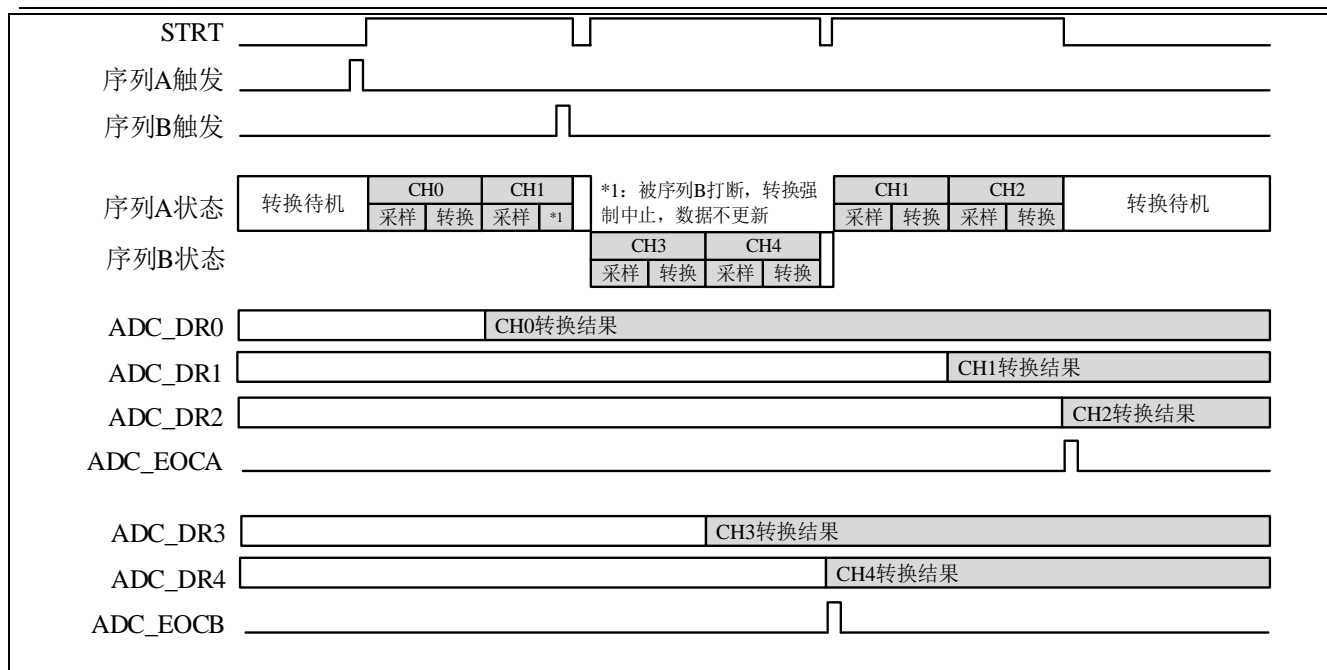 STRT
序列A触发
序列B触发
序列A状态
转换待机
CH0
CH1
采样
转换
采样
*1
*1：被序列B打断，转换强
制中止，数据不更新
CH1
CH2
采样
转换
采样
转换
转换待机
序列B状态
CH3
CH4
采样
转换
采样
转换
ADC_DR0
CH0转换结果
ADC_DR1
CH1转换结果
ADC_DR2
CH2转换结果
ADC_EOCA
ADC_DR3
CH3转换结果
ADC_DR4
CH4转换结果
ADC_EOCB